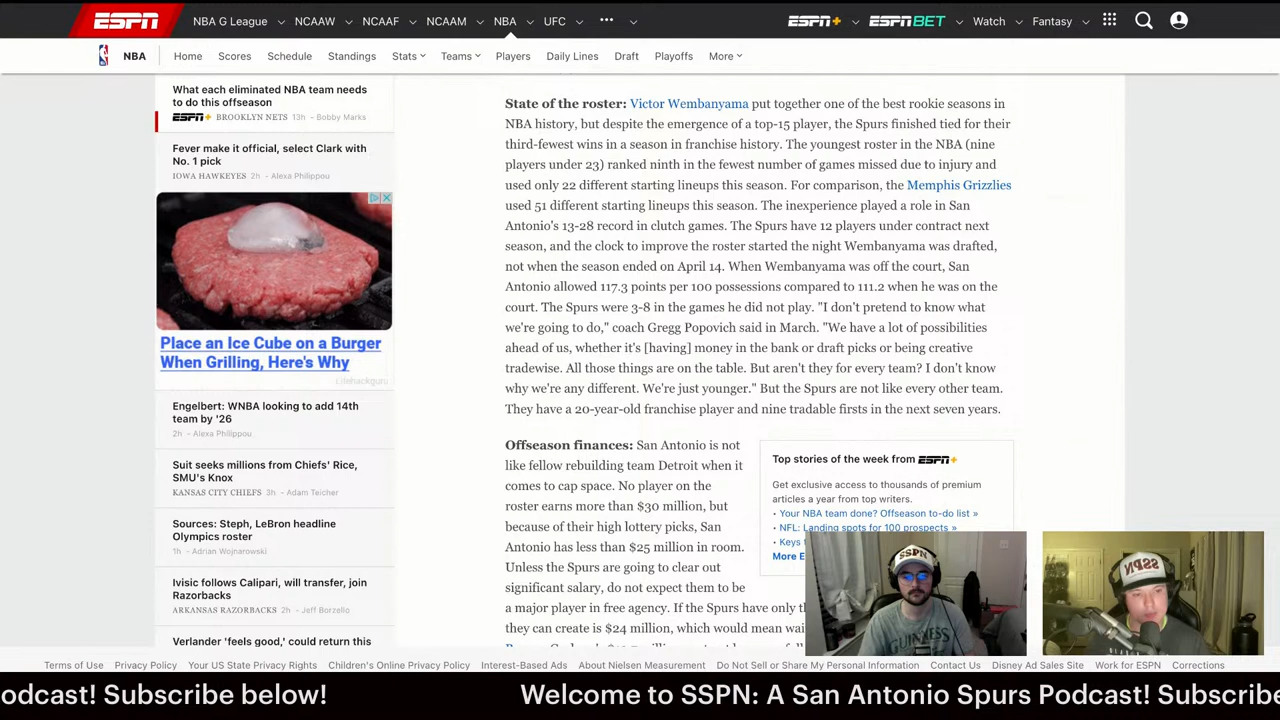 ESPN
NBA G League
NCAAW
NCAAF
NCAAM
NBA
UFC
ESPN+
ESPN BET
Watch
Fantasy
NBA
Home
Scores
Schedule
Standings
Stats
Teams
Players
Daily Lines
Draft
Playoffs
More
What each eliminated NBA team needs
to do this offseason
ESPN+ BROOKLYN NETS 13h - Bobby Marks
Fever make it official, select Clark with
No. 1 pick
IOWA HAWKEYES 2h - Alexa Philippou
Place an Ice Cube on a Burger
When Grilling, Here's Why
Lifehackguru
Engelbert: WNBA looking to add 14th
team by '26
2h - Alexa Philippou
Suit seeks millions from Chiefs' Rice,
SMU's Knox
KANSAS CITY CHIEFS 3h - Adam Teicher
Sources: Steph, LeBron headline
Olympics roster
1h - Adrian Wojnarowski
Ivisic follows Calipari, will transfer, join
Razorbacks
ARKANSAS RAZORBACKS 2h - Jeff Borzello
Verlander 'feels good,' could return this
State of the roster: Victor Wembanyama put together one of the best rookie seasons in
NBA history, but despite the emergence of a top-15 player, the Spurs finished tied for their
third-fewest wins in a season in franchise history. The youngest roster in the NBA (nine
players under 23) ranked ninth in the fewest number of games missed due to injury and
used only 22 different starting lineups this season. For comparison, the Memphis Grizzlies
used 51 different starting lineups this season. The inexperience played a role in San
Antonio's 13-28 record in clutch games. The Spurs have 12 players under contract next
season, and the clock to improve the roster started the night Wembanyama was drafted,
not when the season ended on April 14. When Wembanyama was off the court, San
Antonio allowed 117.3 points per 100 possessions compared to 111.2 when he was on the
court. The Spurs were 3-8 in the games he did not play. "I don't pretend to know what
we're going to do," coach Gregg Popovich said in March. "We have a lot of possibilities
ahead of us, whether it's [having] money in the bank or draft picks or being creative
tradewise. All those things are on the table. But aren't they for every team? I don't know
why we're any different. We're just younger." But the Spurs are not like every other team.
They have a 20-year-old franchise player and nine tradable firsts in the next seven years.
Offseason finances: San Antonio is not
like fellow rebuilding team Detroit when it
comes to cap space. No player on the
roster earns more than $30 million, but
because of their high lottery picks, San
Antonio has less than $25 million in room.
Unless the Spurs are going to clear out
significant salary, do not expect them to be
a major player in free agency. If the Spurs have only th
they can create is $24 million, which would mean wai
Top stories of the week from ESPN+
Get exclusive access to thousands of premium
articles a year from top writers.
• Your NBA team done? Offseason to-do list »
• NFL: Landing spots for 100 prospects »
• Keys t
More E
SSPN
SSPN
GUINNESS
Terms of Use
Privacy Policy
Your US State Privacy Rights
Children's Online Privacy Policy
Interest-Based Ads
About Nielsen Measurement
Do Not Sell or Share My Personal Information
Contact Us
Disney Ad Sales Site
Work for ESPN
Corrections
odcast! Subscribe below!
Welcome to SSPN: A San Antonio Spurs Podcast! Subscribe